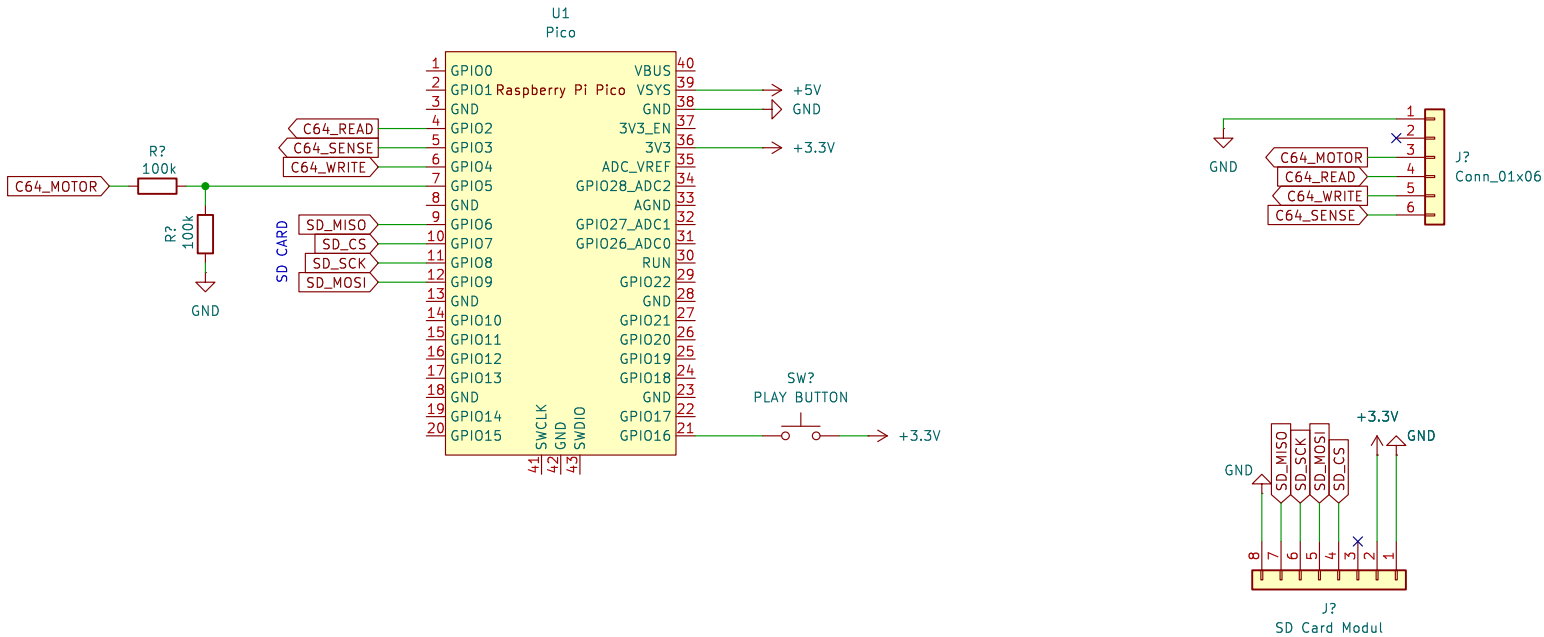 U1
Pico
Raspberry Pi Pico
1 GPIO0
2 GPIO1
3 GND
4 GPIO2
5 GPIO3
6 GPIO4
7 GPIO5
8 GND
9 GPIO6
10 GPIO7
11 GPIO8
12 GPIO9
13 GND
14 GPIO10
15 GPIO11
16 GPIO12
17 GPIO13
18 GND
19 GPIO14
20 GPIO15
VBUS 40
VSYS 39
GND 38
3V3_EN 37
3V3 36
ADC_VREF 35
GPIO28_ADC2 34
AGND 33
GPIO27_ADC1 32
GPIO26_ADC0 31
RUN 30
GPIO22 29
GND 28
GPIO21 27
GPIO20 26
GPIO19 25
GPIO18 24
GND 23
GPIO17 22
GPIO16 21
SWCLK 41
GND 42
SWDIO 43
C64_READ
C64_SENSE
C64_WRITE
C64_MOTOR
R?
100k
R?
100k
GND
SD CARD
SD_MISO
SD_CS
SD_SCK
SD_MOSI
+5V
GND
+3.3V
SW?
PLAY BUTTON
+3.3V
GND
1
2
C64_MOTOR 3
C64_READ 4
C64_WRITE 5
C64_SENSE 6
J?
Conn_01x06
+3.3V
GND
GND
SD_MISO
SD_SCK
SD_MOSI
SD_CS
8
7
6
5
4
3
2
1
J?
SD Card Modul